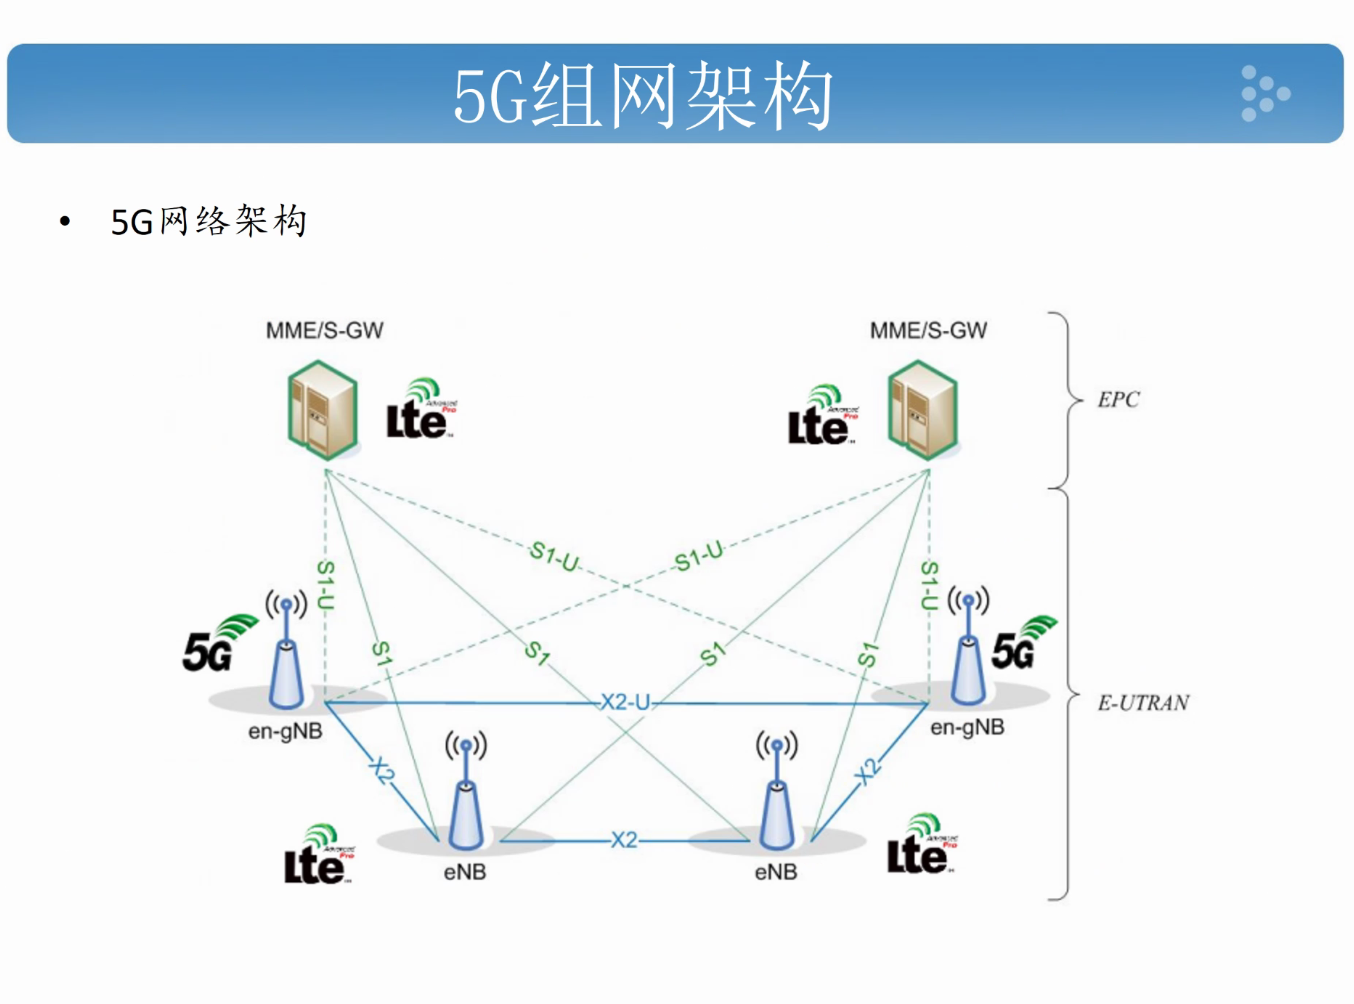 5G组网架构
• 5G网络架构
MME/S-GW
MME/S-GW
LTE Advanced Pro
LTE Advanced Pro
EPC
S1-U
S1-U
S1-U
S1-U
5G
5G
S1
S1
S1
S1
X2-U
E-UTRAN
en-gNB
en-gNB
X2
X2
X2
LTE Advanced Pro
LTE Advanced Pro
eNB
eNB